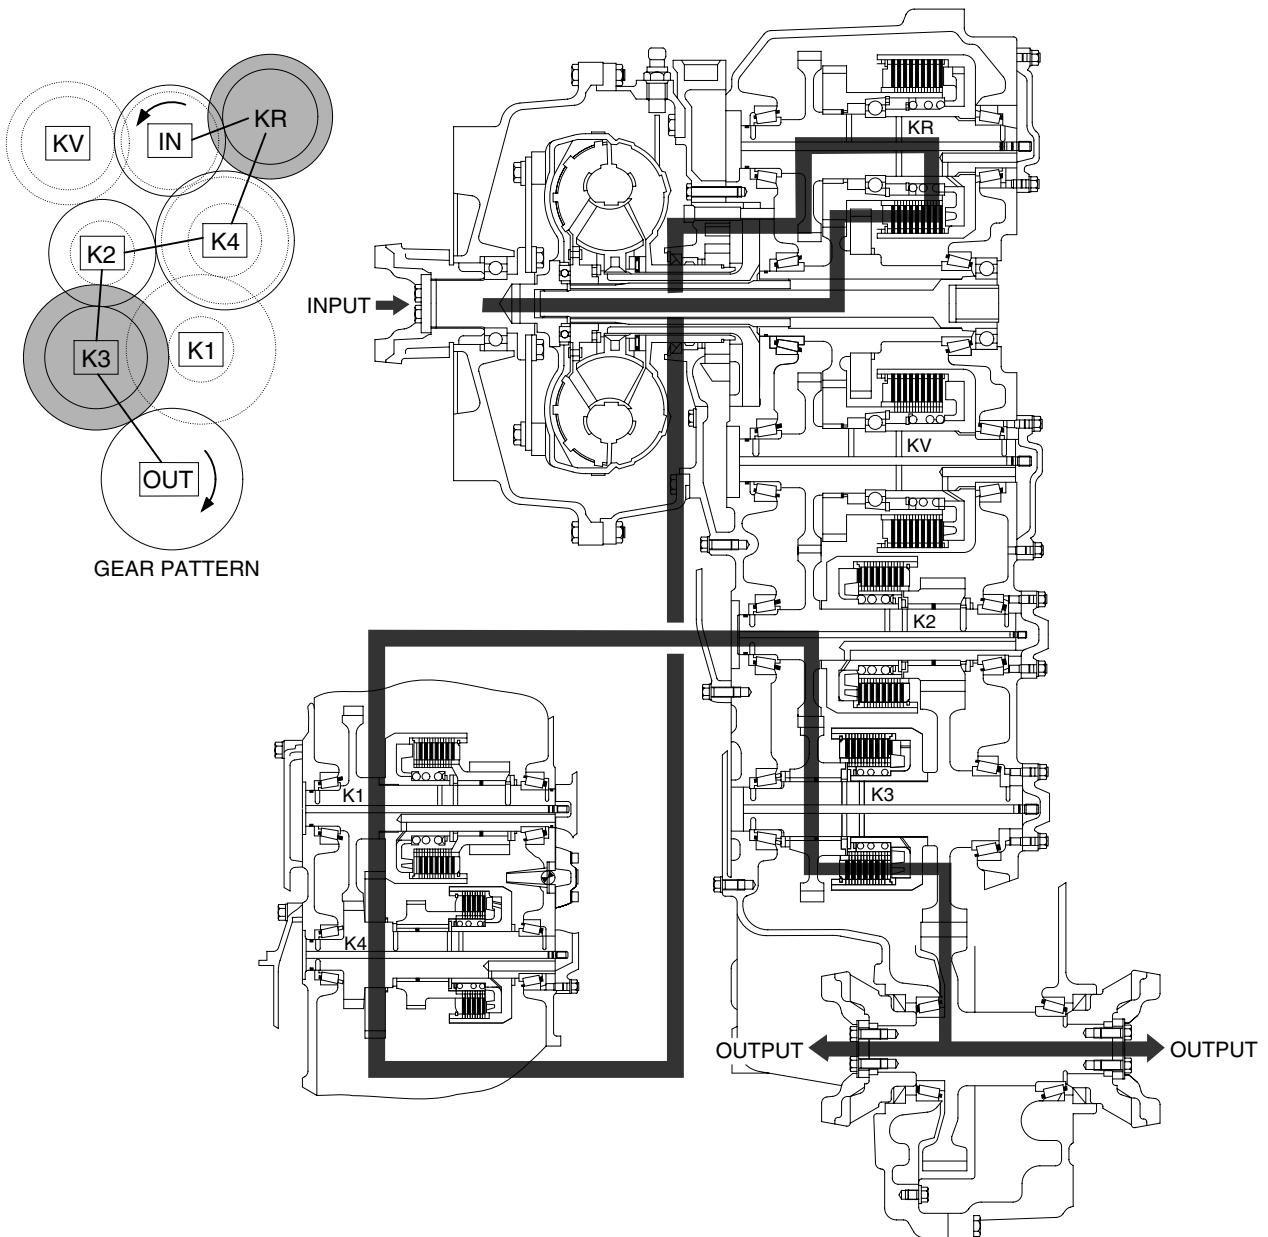 KV
IN
KR
K2
K4
K3
K1
OUT
GEAR PATTERN
INPUT
KR
KV
K2
K3
K1
K4
OUTPUT
OUTPUT